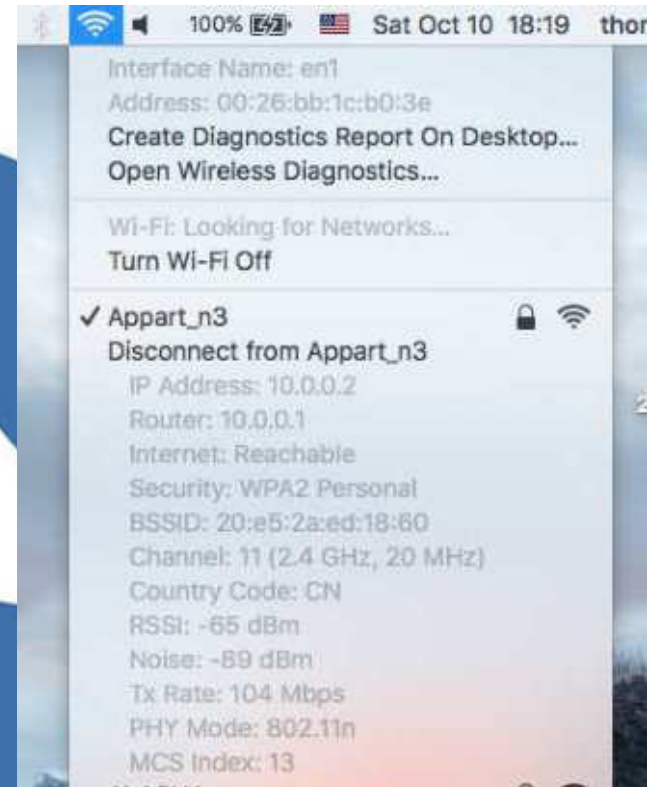 100% Sat Oct 10 18:19 thor
Interface Name: en1
Address: 00:26:bb:1c:b0:3e
Create Diagnostics Report On Desktop...
Open Wireless Diagnostics...
Wi-Fi: Looking for Networks...
Turn Wi-Fi Off
Appart_n3
Disconnect from Appart_n3
IP Address: 10.0.0.2
Router: 10.0.0.1
Internet: Reachable
Security: WPA2 Personal
BSSID: 20:e5:2a:ed:18:60
Channel: 11 (2.4 GHz, 20 MHz)
Country Code: CN
RSSI: -65 dBm
Noise: -89 dBm
Tx Rate: 104 Mbps
PHY Mode: 802.11n
MCS Index: 13